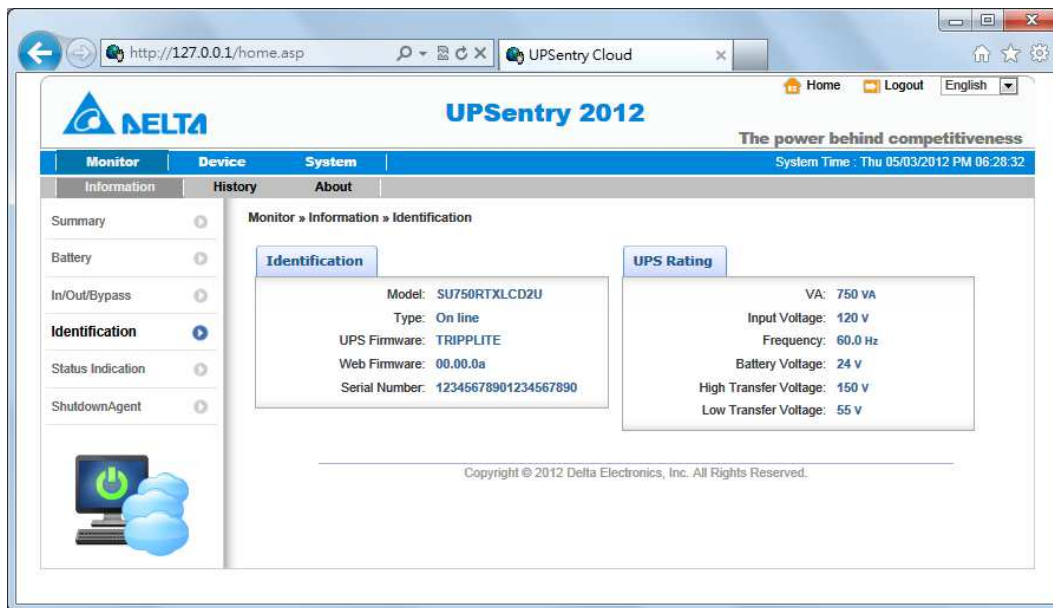 http://127.0.0.1/home.asp
UPSentry Cloud
Home Logout English
DELTA
UPSentry 2012
The power behind competitiveness
Monitor Device System System Time : Thu 05/03/2012 PM 06:28:32
Information History About
Monitor » Information » Identification
Summary
Battery
In/Out/Bypass
Identification
Status Indication
ShutdownAgent
Identification
Model: SU750RTXLCD2U
Type: On line
UPS Firmware: TRIPPLITE
Web Firmware: 00.00.0a
Serial Number: 12345678901234567890
UPS Rating
VA: 750 VA
Input Voltage: 120 V
Frequency: 60.0 Hz
Battery Voltage: 24 V
High Transfer Voltage: 150 V
Low Transfer Voltage: 55 V
Copyright © 2012 Delta Electronics, Inc. All Rights Reserved.